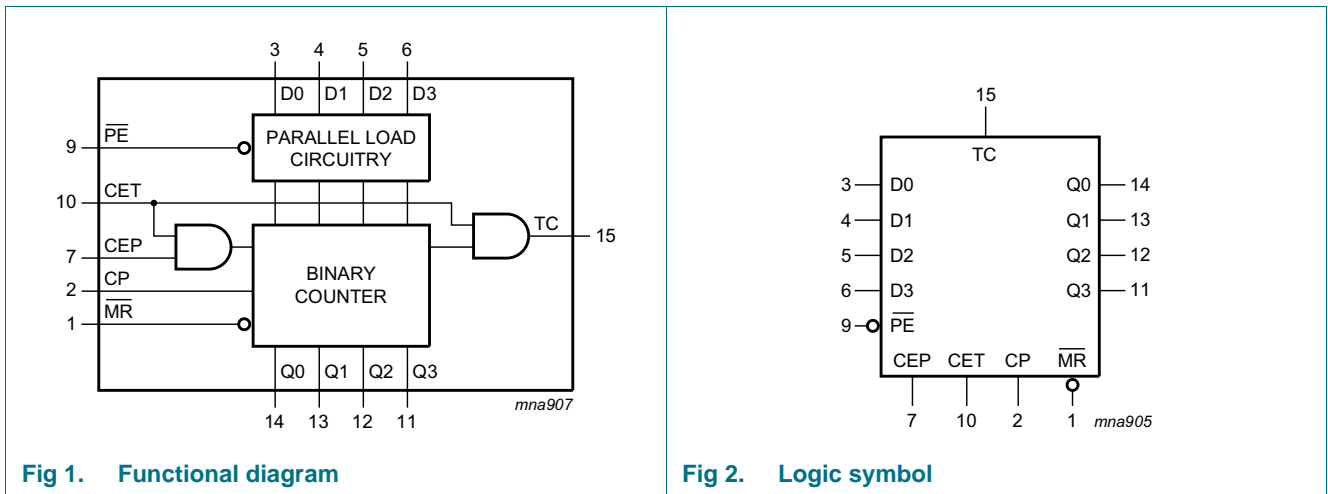 3 4 5 6
D0 D1 D2 D3
PARALLEL LOAD
CIRCUITRY
9 PE
10 CET
7 CEP
2 CP
1 MR
BINARY
COUNTER
TC 15
Q0 Q1 Q2 Q3
14 13 12 11
mna907
Fig 1. Functional diagram
15
TC
3 D0 Q0 14
4 D1 Q1 13
5 D2 Q2 12
6 D3 Q3 11
9 PE
CEP CET CP MR
7 10 2 1
mna905
Fig 2. Logic symbol